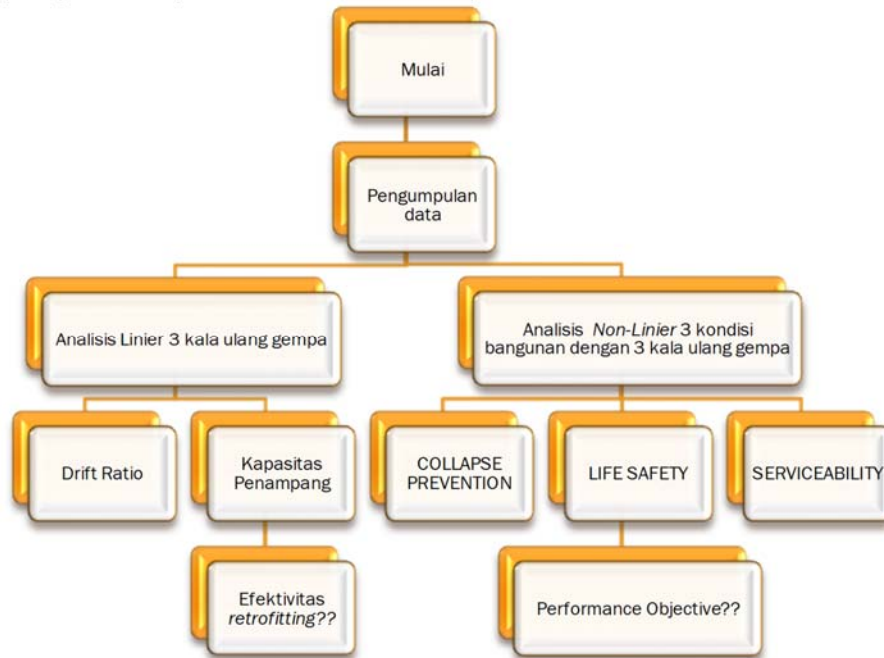 Mulai
Pengumpulan
data
Analisis Linier 3 kala ulang gempa
Analisis Non-Linier 3 kondisi
bangunan dengan 3 kala ulang gempa
Drift Ratio
Kapasitas
Penampang
COLLAPSE
PREVENTION
LIFE SAFETY
SERVICEABILITY
Efektivitas
retrofitting??
Performance Objective??